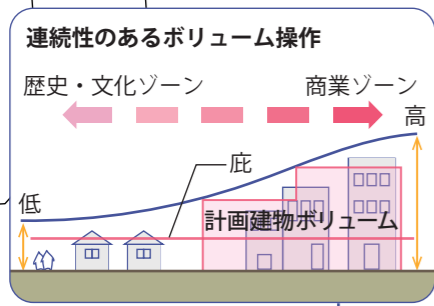 連続性のあるボリューム操作
歴史・文化ゾーン
商業ゾーン
高
庇
低
計画建物ボリューム